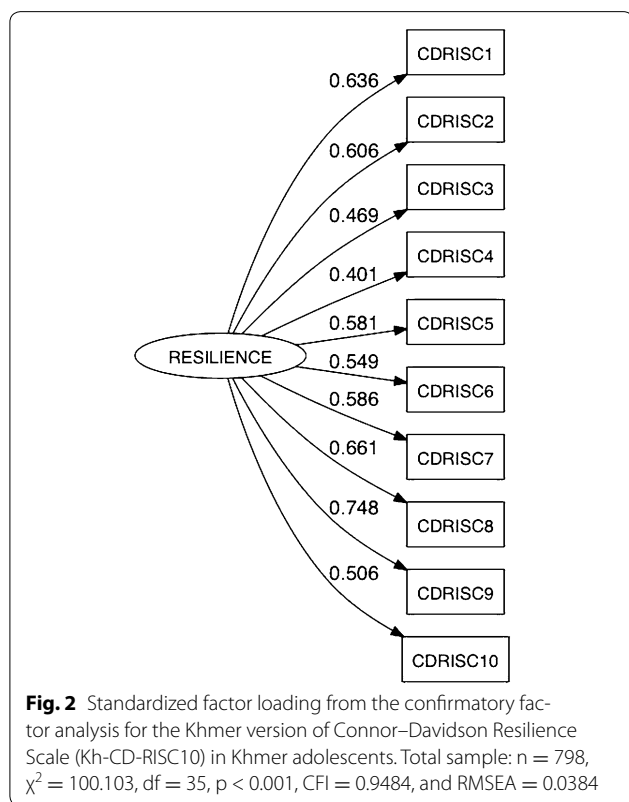 CDRISC1
0.636
CDRISC2
0.606
CDRISC3
0.469
CDRISC4
0.401
CDRISC5
0.581
RESILIENCE
0.549
CDRISC6
0.586
CDRISC7
0.661
CDRISC8
0.748
CDRISC9
0.506
CDRISC10
Fig. 2 Standardized factor loading from the confirmatory fac-
tor analysis for the Khmer version of Connor–Davidson Resilience
Scale (Kh-CD-RISC10) in Khmer adolescents. Total sample: n = 798,
χ² = 100.103, df = 35, p < 0.001, CFI = 0.9484, and RMSEA = 0.0384